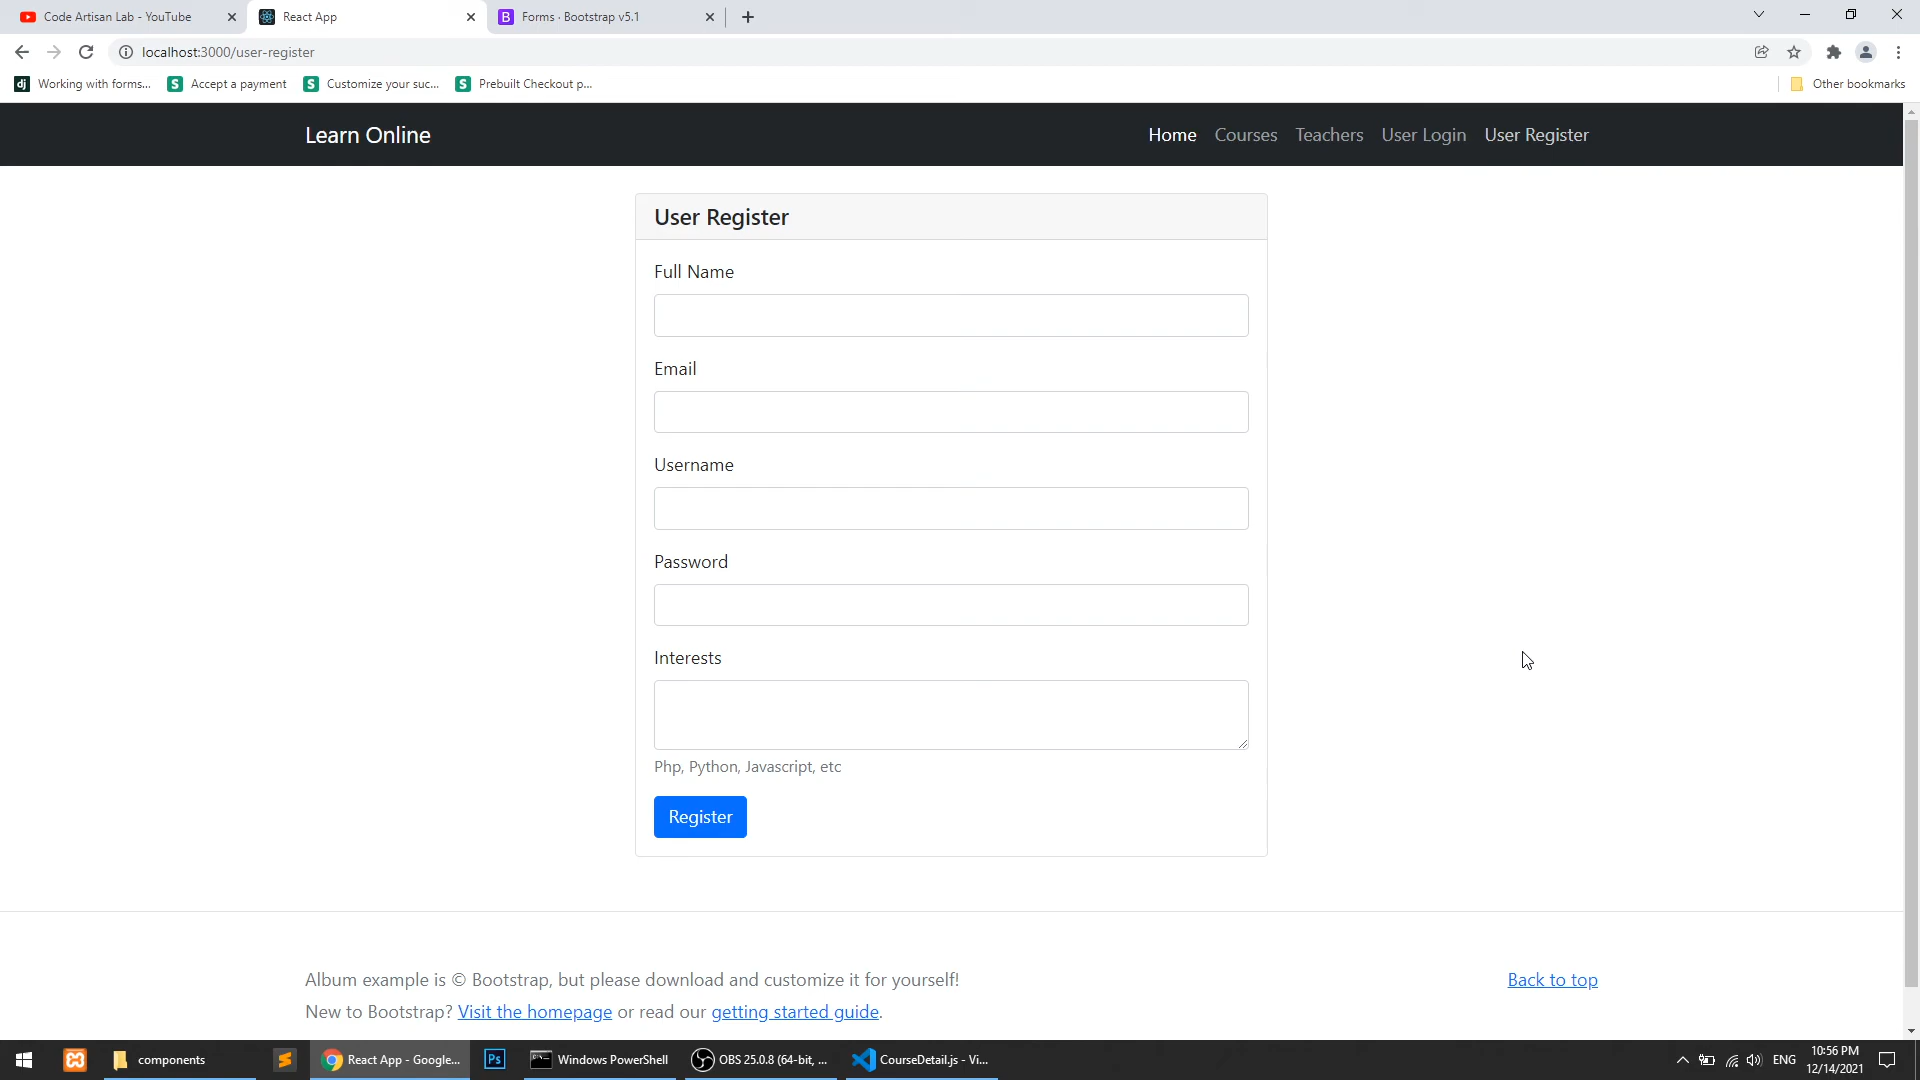 Code Artisan Lab - YouTube
React App
Forms · Bootstrap v5.1
localhost:3000/user-register
dj Working with forms...
S Accept a payment
S Customize your suc...
S Prebuilt Checkout p...
Other bookmarks
Learn Online
Home Courses Teachers User Login User Register
User Register
Full Name
Email
Username
Password
Interests
Php, Python, Javascript, etc
Register
Album example is © Bootstrap, but please download and customize it for yourself!
Back to top
New to Bootstrap? Visit the homepage or read our getting started guide.
components
React App - Google...
Ps
Windows PowerShell
OBS 25.0.8 (64-bit, ...
CourseDetail.js - Vi...
ENG
10:56 PM
12/14/2021